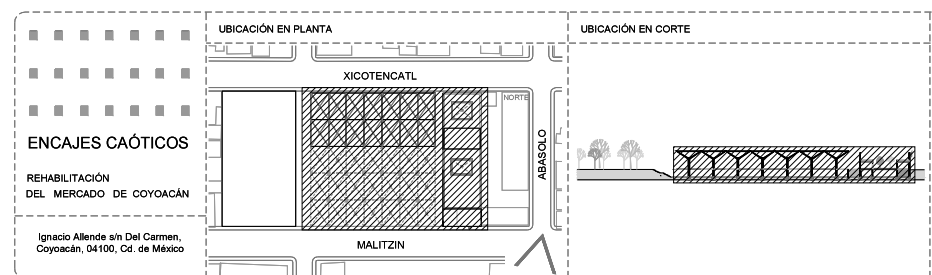 ENCAJES CAÓTICOS
REHABILITACIÓN
DEL MERCADO DE COYOACÁN
Ignacio Allende s/n Del Carmen,
Coyoacán, 04100, Cd. de México
UBICACIÓN EN PLANTA
XICOTENCATL
NORTE
ABASOLO
MALITZIN
UBICACIÓN EN CORTE